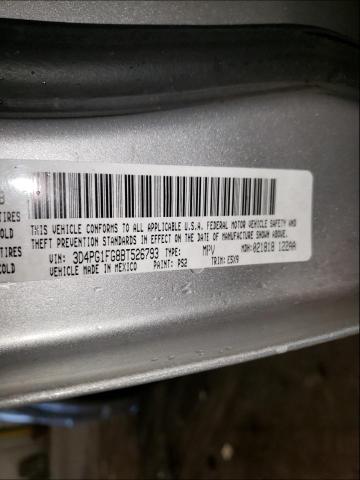 B
TIRES
COLD
TIRES
COLD
THIS VEHICLE CONFORMS TO ALL APPLICABLE U.S.A. FEDERAL MOTOR VEHICLE SAFETY AND
THEFT PREVENTION STANDARDS IN EFFECT ON THE DATE OF MANUFACTURE SHOWN ABOVE.
VIN: 3D4PG1FG8BT526793 TYPE: MPV MDH: 021818 122AA
VEHICLE MADE IN MEXICO PAINT: PS2 TRIM: E5X9